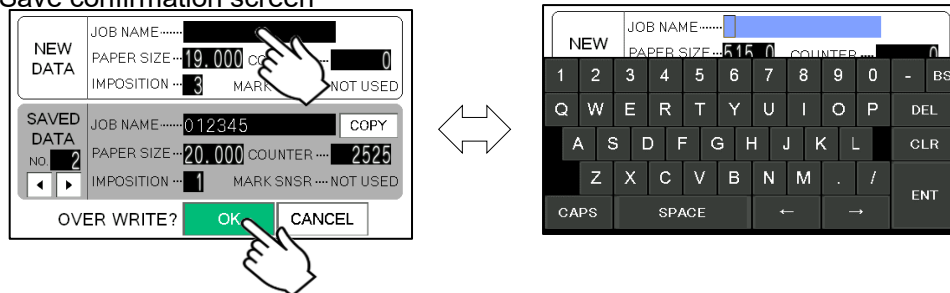 Save confirmation screen
NEW DATA
JOB NAME
PAPER SIZE 19.000 0
IMPOSITION 3 MARK NOT USED
SAVED DATA
NO. 2
JOB NAME 012345 COPY
PAPER SIZE 20.000 COUNTER 2525
IMPOSITION 1 MARK SNSR NOT USED
OVER WRITE? OK CANCEL
NEW
JOB NAME
PAPER SIZE 515.0 COUNTER 0
1 2 3 4 5 6 7 8 9 0 - BS
Q W E R T Y U I O P DEL
A S D F G H J K L CLR
Z X C V B N M . / ENT
CAPS SPACE ← →